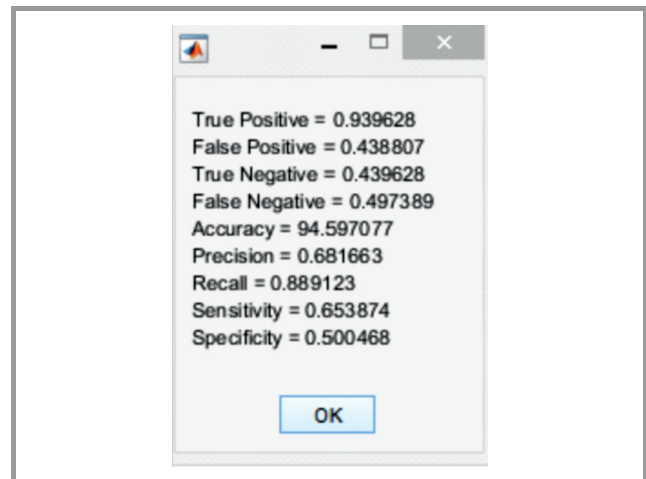 True Positive = 0.939628
False Positive = 0.438807
True Negative = 0.439628
False Negative = 0.497389
Accuracy = 94.597077
Precision = 0.681663
Recall = 0.889123
Sensitivity = 0.653874
Specificity = 0.500468
OK